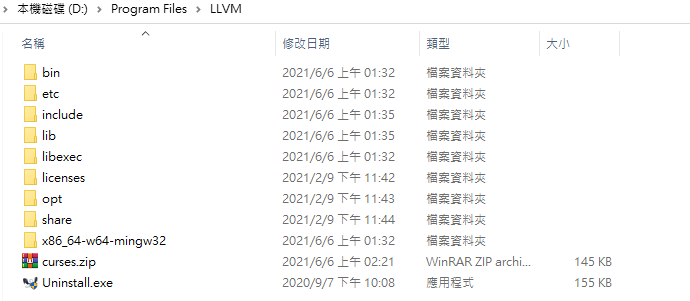 本機磁碟 (D:) > Program Files > LLVM
名稱 修改日期 類型 大小
bin 2021/6/6 上午 01:32 檔案資料夾
etc 2021/6/6 上午 01:32 檔案資料夾
include 2021/6/6 上午 01:35 檔案資料夾
lib 2021/6/6 上午 01:35 檔案資料夾
libexec 2021/6/6 上午 01:32 檔案資料夾
licenses 2021/2/9 下午 11:42 檔案資料夾
opt 2021/2/9 下午 11:43 檔案資料夾
share 2021/2/9 下午 11:44 檔案資料夾
x86_64-w64-mingw32 2021/6/6 上午 01:32 檔案資料夾
curses.zip 2021/6/6 上午 02:21 WinRAR ZIP archi... 145 KB
Uninstall.exe 2020/9/7 下午 10:08 應用程式 155 KB